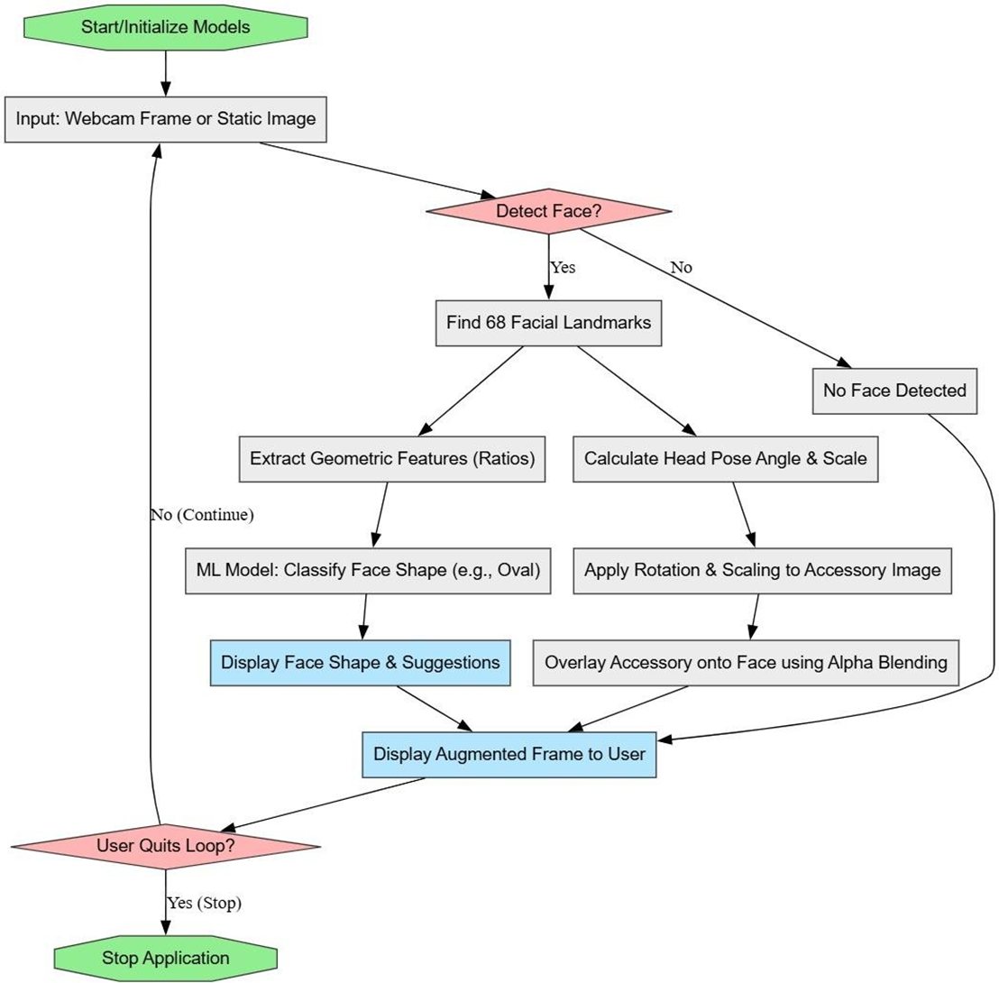 Start/Initialize Models
Input: Webcam Frame or Static Image
Detect Face?
Yes
No
Find 68 Facial Landmarks
No Face Detected
Extract Geometric Features (Ratios)
Calculate Head Pose Angle & Scale
No (Continue)
ML Model: Classify Face Shape (e.g., Oval)
Apply Rotation & Scaling to Accessory Image
Display Face Shape & Suggestions
Overlay Accessory onto Face using Alpha Blending
Display Augmented Frame to User
User Quits Loop?
Yes (Stop)
Stop Application